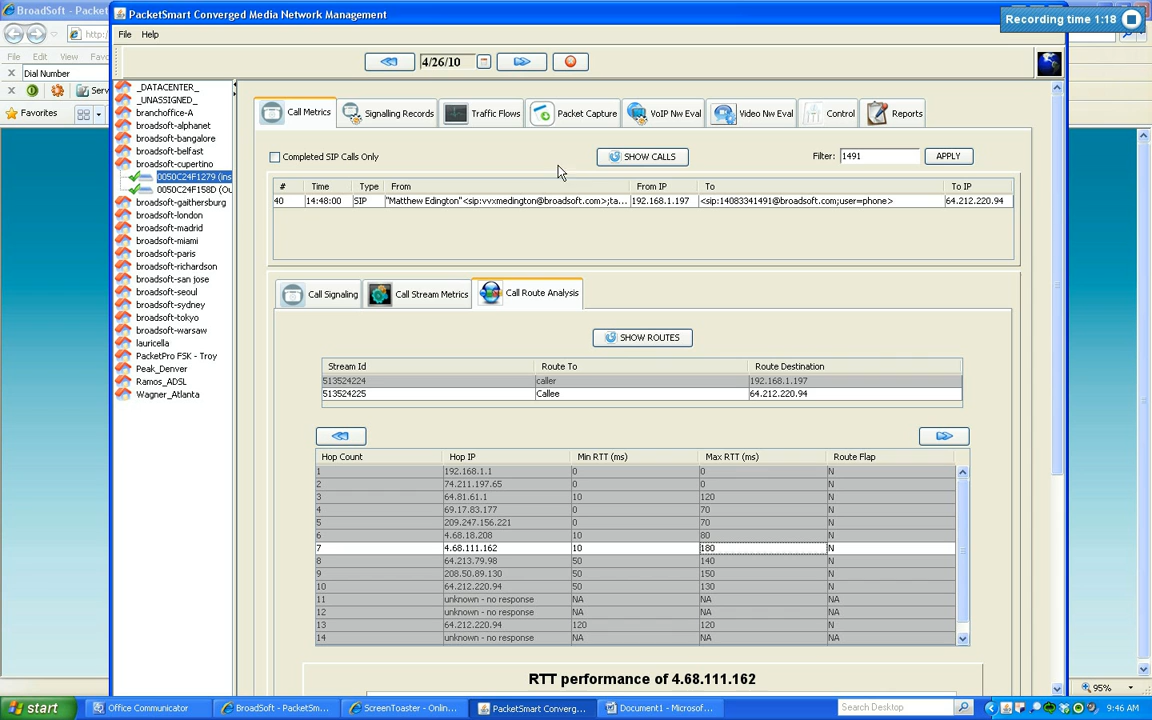 BroadSoft - PacketS
PacketSmart Converged Media Network Management
Recording time 1:18
http:
File Edit View Favo
File Help
Dial Number
4/26/10
Serv
Favorites
_DATACENTER_
_UNASSIGNED_
branchoffice-A
broadsoft-alphanet
broadsoft-bangalore
broadsoft-belfast
broadsoft-cupertino
0050C24F1279 (ins
0050C24F158D (Ou
broadsoft-gaithersburg
broadsoft-london
broadsoft-madrid
broadsoft-miami
broadsoft-paris
broadsoft-richardson
broadsoft-san jose
broadsoft-seoul
broadsoft-sydney
broadsoft-tokyo
broadsoft-warsaw
lauricella
PacketPro FSK - Troy
Peak_Denver
Ramos_ADSL
Wagner_Atlanta
Call Metrics Signalling Records Traffic Flows Packet Capture VoIP Nw Eval Video Nw Eval Control Reports
Completed SIP Calls Only SHOW CALLS Filter: 1491 APPLY
# Time Type From From IP To To IP
40 14:48:00 SIP "Matthew Edington"<sip:vvxmedington@broadsoft.com>;ta... 192.168.1.197 <sip:14083341491@broadsoft.com;user=phone> 64.212.220.94
Call Signaling Call Stream Metrics Call Route Analysis
SHOW ROUTES
Stream Id Route To Route Destination
513524224 caller 192.168.1.197
513524225 Callee 64.212.220.94
Hop Count Hop IP Min RTT (ms) Max RTT (ms) Route Flap
1 192.168.1.1 0 0 N
2 74.211.197.65 0 0 N
3 64.81.61.1 10 120 N
4 69.17.83.177 0 70 N
5 209.247.156.221 0 70 N
6 4.68.18.208 10 80 N
7 4.68.111.162 10 180 N
8 64.213.79.98 50 140 N
9 208.50.89.130 50 150 N
10 64.212.220.94 50 130 N
11 unknown - no response NA NA NA
12 unknown - no response NA NA NA
13 64.212.220.94 120 120 N
14 unknown - no response NA NA NA
RTT performance of 4.68.111.162
95%
start Office Communicator BroadSoft - PacketSm... ScreenToaster - Onlin... PacketSmart Converg... Document1 - Microsof... Search Desktop 9:46 AM